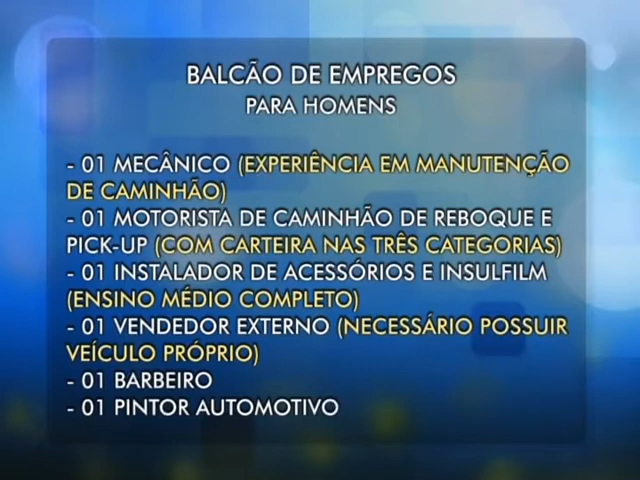 BALCÃO DE EMPREGOS
PARA HOMENS
- 01 MECÂNICO (EXPERIÊNCIA EM MANUTENÇÃO
DE CAMINHÃO)
- 01 MOTORISTA DE CAMINHÃO DE REBOQUE E
PICK-UP (COM CARTEIRA NAS TRÊS CATEGORIAS)
- 01 INSTALADOR DE ACESSÓRIOS E INSULFILM
(ENSINO MÉDIO COMPLETO)
- 01 VENDEDOR EXTERNO (NECESSÁRIO POSSUIR
VEÍCULO PRÓPRIO)
- 01 BARBEIRO
- 01 PINTOR AUTOMOTIVO